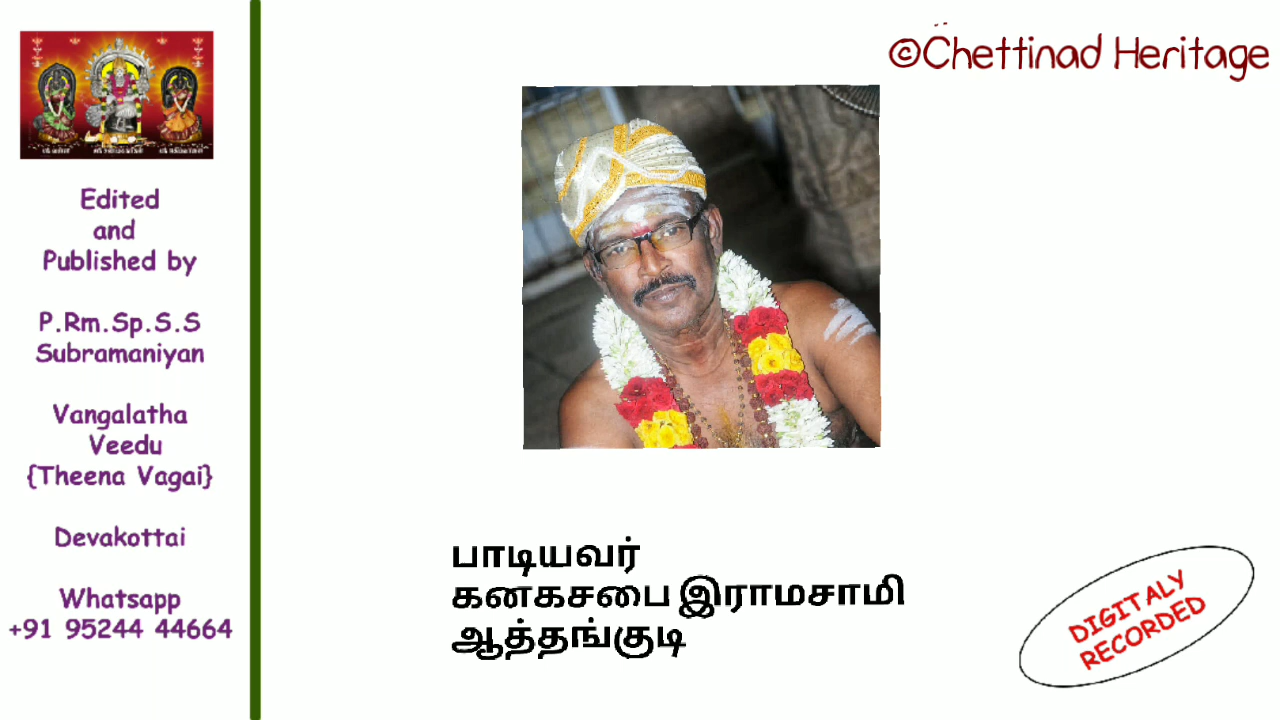 ©Chettinad Heritage
Edited
and
Published by
P.Rm.Sp.S.S
Subramaniyan
Vangalatha
Veedu
{Theena Vagai}
Devakottai
Whatsapp
+91 95244 44664
பாடியவர்
கனகசபை இராமசாமி
ஆத்தங்குடி
DIGITALY
RECORDED